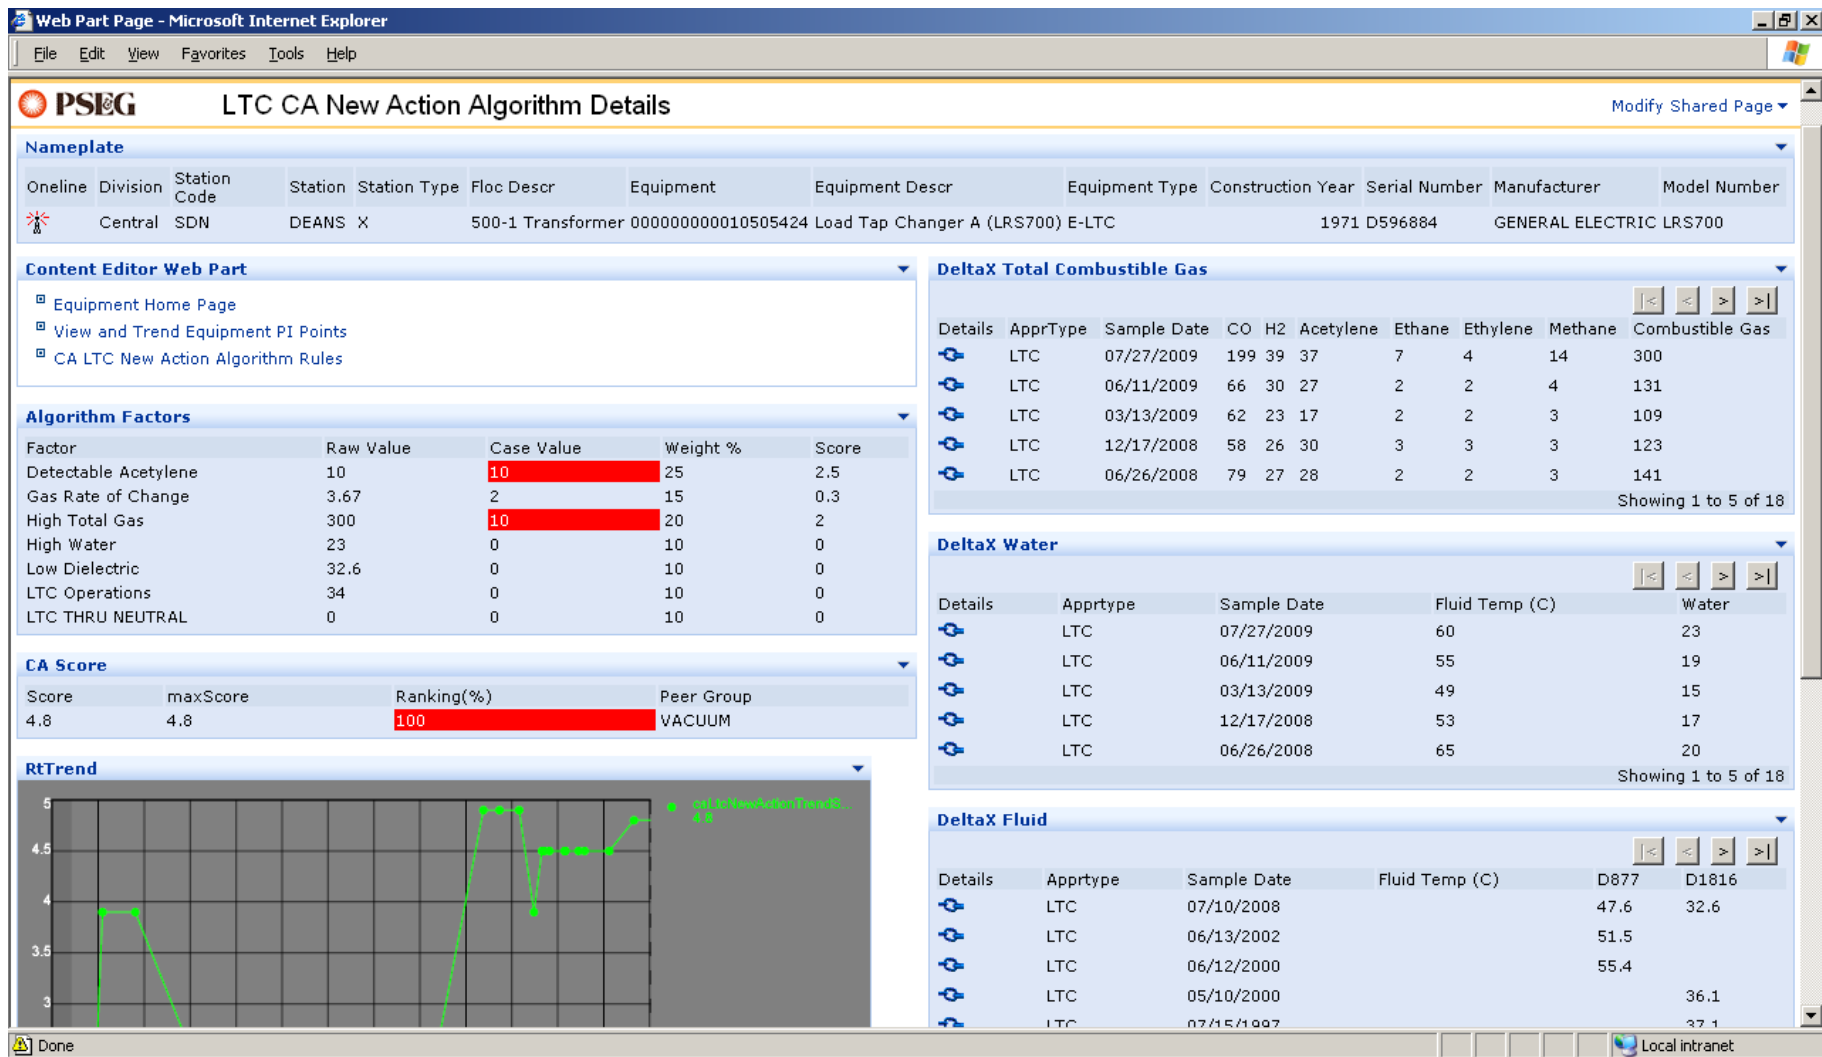 Web Part Page - Microsoft Internet Explorer
File Edit View Favorites Tools Help
PSEG LTC CA New Action Algorithm Details Modify Shared Page
Nameplate
Oneline Division Station Code Station Station Type Floc Descr Equipment Equipment Descr Equipment Type Construction Year Serial Number Manufacturer Model Number
Central SDN DEANS X 500-1 Transformer 000000000010505424 Load Tap Changer A (LRS700) E-LTC 1971 D596884 GENERAL ELECTRIC LRS700
Content Editor Web Part
Equipment Home Page
View and Trend Equipment PI Points
CA LTC New Action Algorithm Rules
Algorithm Factors
Factor Raw Value Case Value Weight % Score
Detectable Acetylene 10 10 25 2.5
Gas Rate of Change 3.67 2 15 0.3
High Total Gas 300 10 20 2
High Water 23 0 10 0
Low Dielectric 32.6 0 10 0
LTC Operations 34 0 10 0
LTC THRU NEUTRAL 0 0 10 0
CA Score
Score maxScore Ranking(%) Peer Group
4.8 4.8 100 VACUUM
RtTrend
5
4.5
4
3.5
3
caLtcNewActionTrendS...
4.8
DeltaX Total Combustible Gas
|< < > >|
Details ApprType Sample Date CO H2 Acetylene Ethane Ethylene Methane Combustible Gas
LTC 07/27/2009 199 39 37 7 4 14 300
LTC 06/11/2009 66 30 27 2 2 4 131
LTC 03/13/2009 62 23 17 2 2 3 109
LTC 12/17/2008 58 26 30 3 3 3 123
LTC 06/26/2008 79 27 28 2 2 3 141
Showing 1 to 5 of 18
DeltaX Water
|< < > >|
Details Apprtype Sample Date Fluid Temp (C) Water
LTC 07/27/2009 60 23
LTC 06/11/2009 55 19
LTC 03/13/2009 49 15
LTC 12/17/2008 53 17
LTC 06/26/2008 65 20
Showing 1 to 5 of 18
DeltaX Fluid
|< < > >|
Details Apprtype Sample Date Fluid Temp (C) D877 D1816
LTC 07/10/2008 47.6 32.6
LTC 06/13/2002 51.5
LTC 06/12/2000 55.4
LTC 05/10/2000 36.1
LTC 07/15/1997 37.1
Done Local intranet